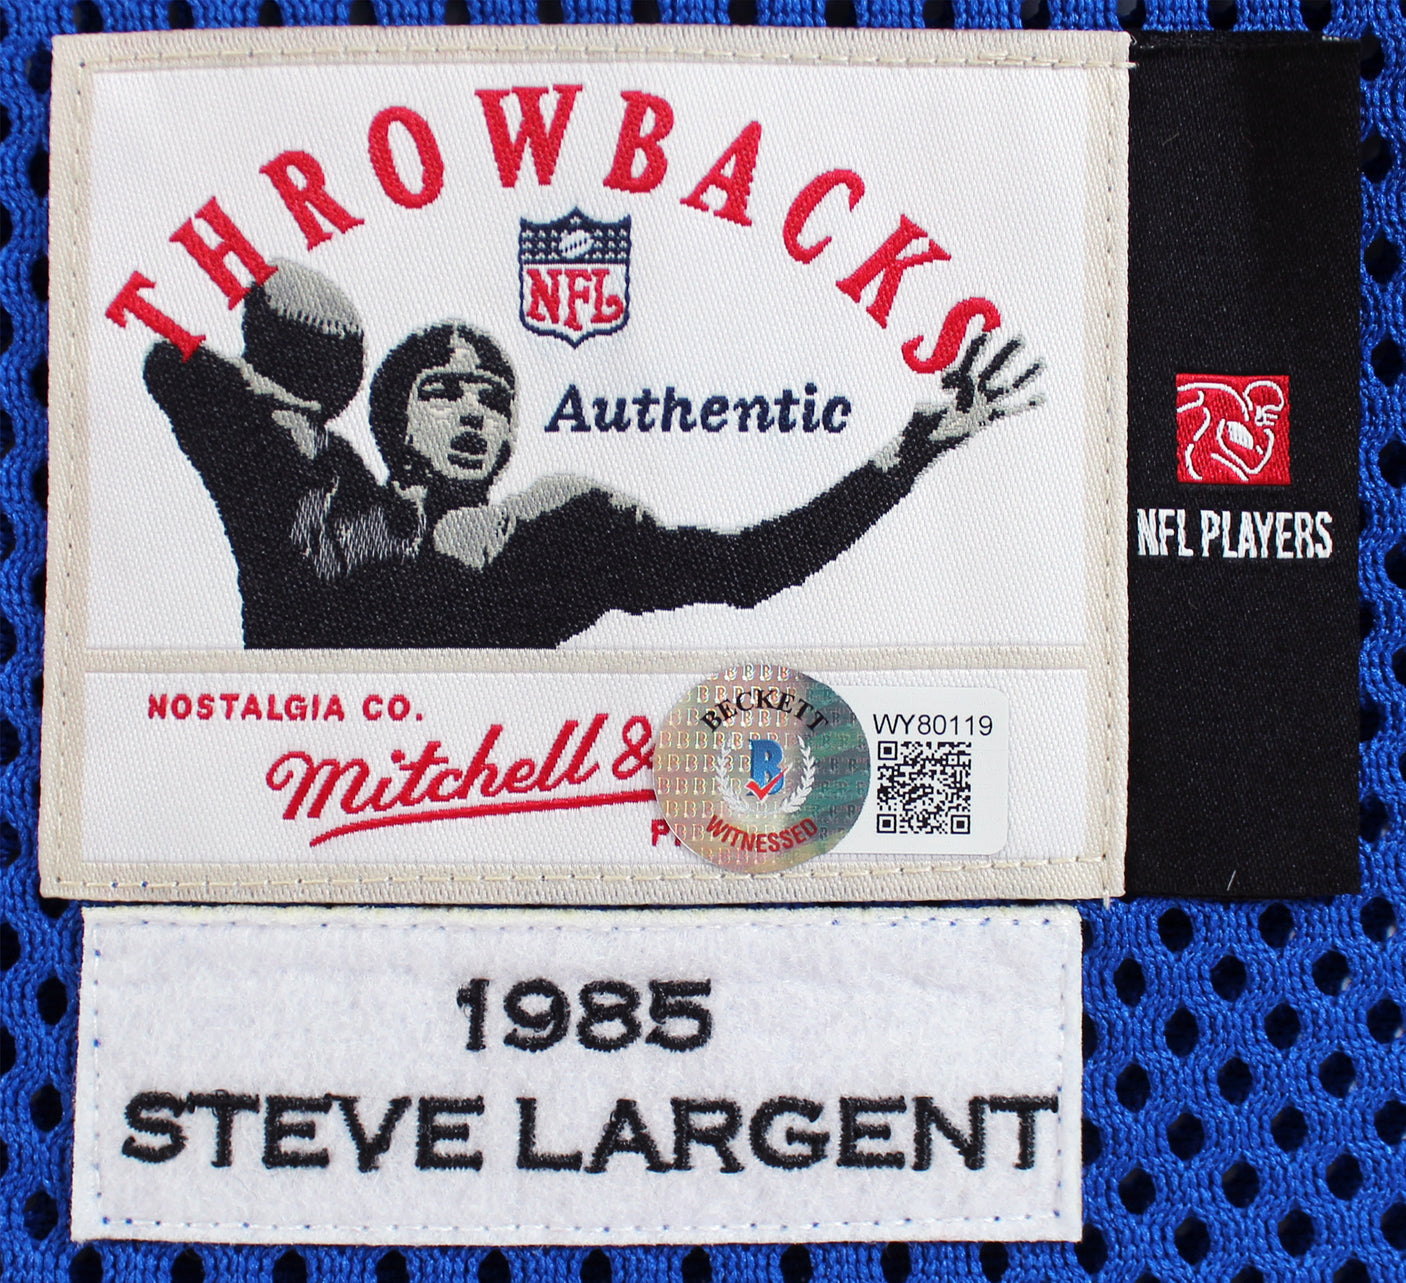 THROWBACKS
NFL
Authentic
NFL PLAYERS
NOSTALGIA CO.
Mitchell &
BECKETT
B
WITNESSED
WY80119
1985
STEVE LARGENT